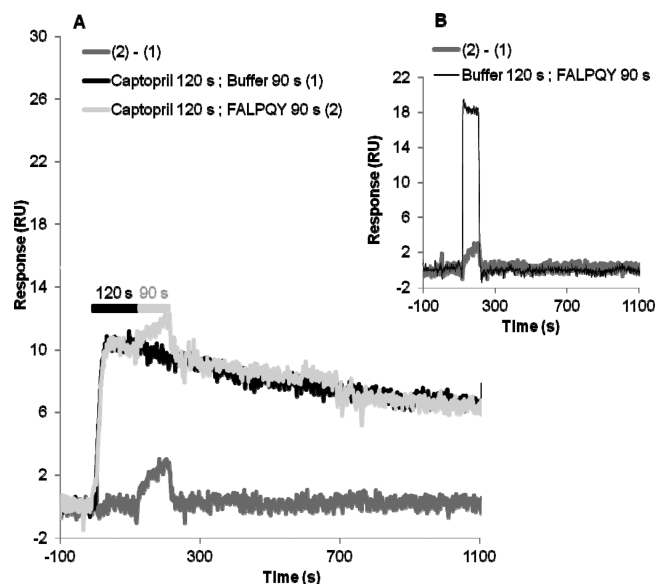 A
(2) - (1)
Captopril 120 s ; Buffer 90 s (1)
Captopril 120 s ; FALPQY 90 s (2)
Response (RU)
30
26
22
18
14
10
6
2
-2
120 s 90 s
-100 300 700 1100
Time (s)
B
(2) - (1)
Buffer 120 s ; FALPQY 90 s
Response (RU)
22
18
14
10
6
2
-2
-100 300 700 1100
Time (s)